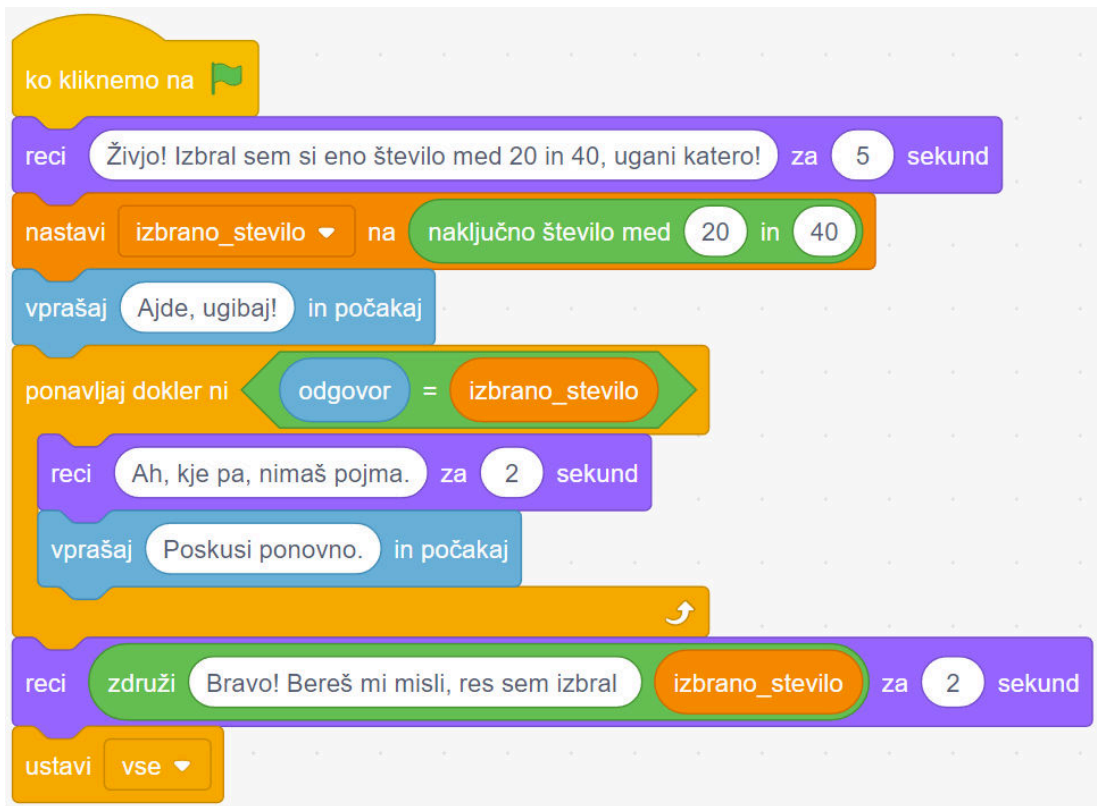 ko kliknemo na
reci Živjo! Izbral sem si eno število med 20 in 40, ugani katero! za 5 sekund
nastavi izbrano_stevilo na naključno število med 20 in 40
vprašaj Ajde, ugibaj! in počakaj
ponavljaj dokler ni odgovor = izbrano_stevilo
reci Ah, kje pa, nimaš pojma. za 2 sekund
vprašaj Poskusi ponovno. in počakaj
reci združi Bravo! Bereš mi misli, res sem izbral izbrano_stevilo za 2 sekund
ustavi vse